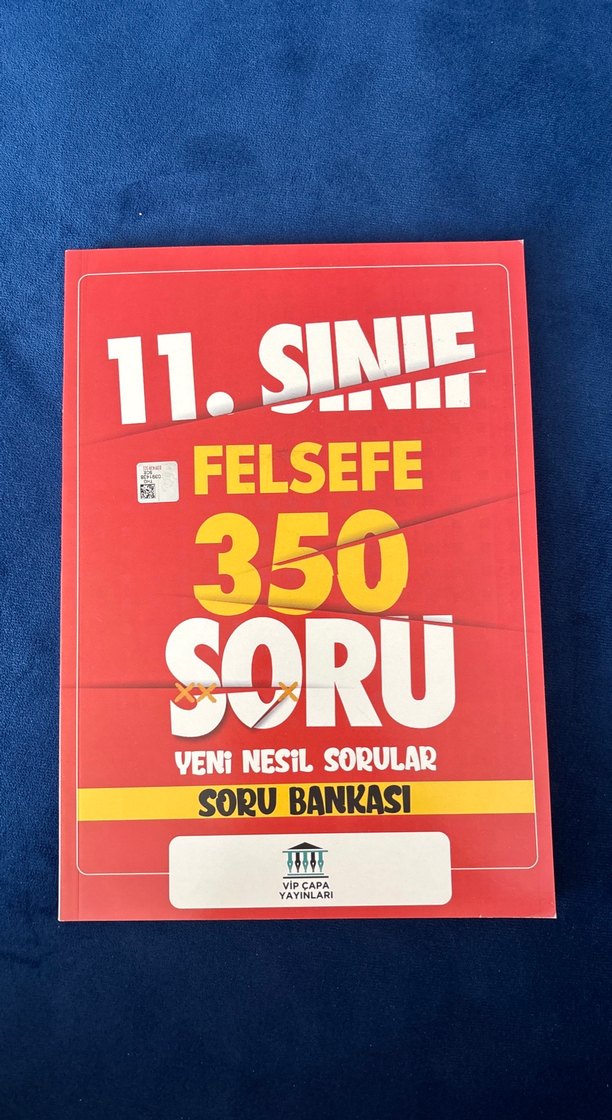 11. SINIF
FELSEFE
350
SORU
YENİ NESİL SORULAR
SORU BANKASI
VİP ÇAPA
YAYINLARI